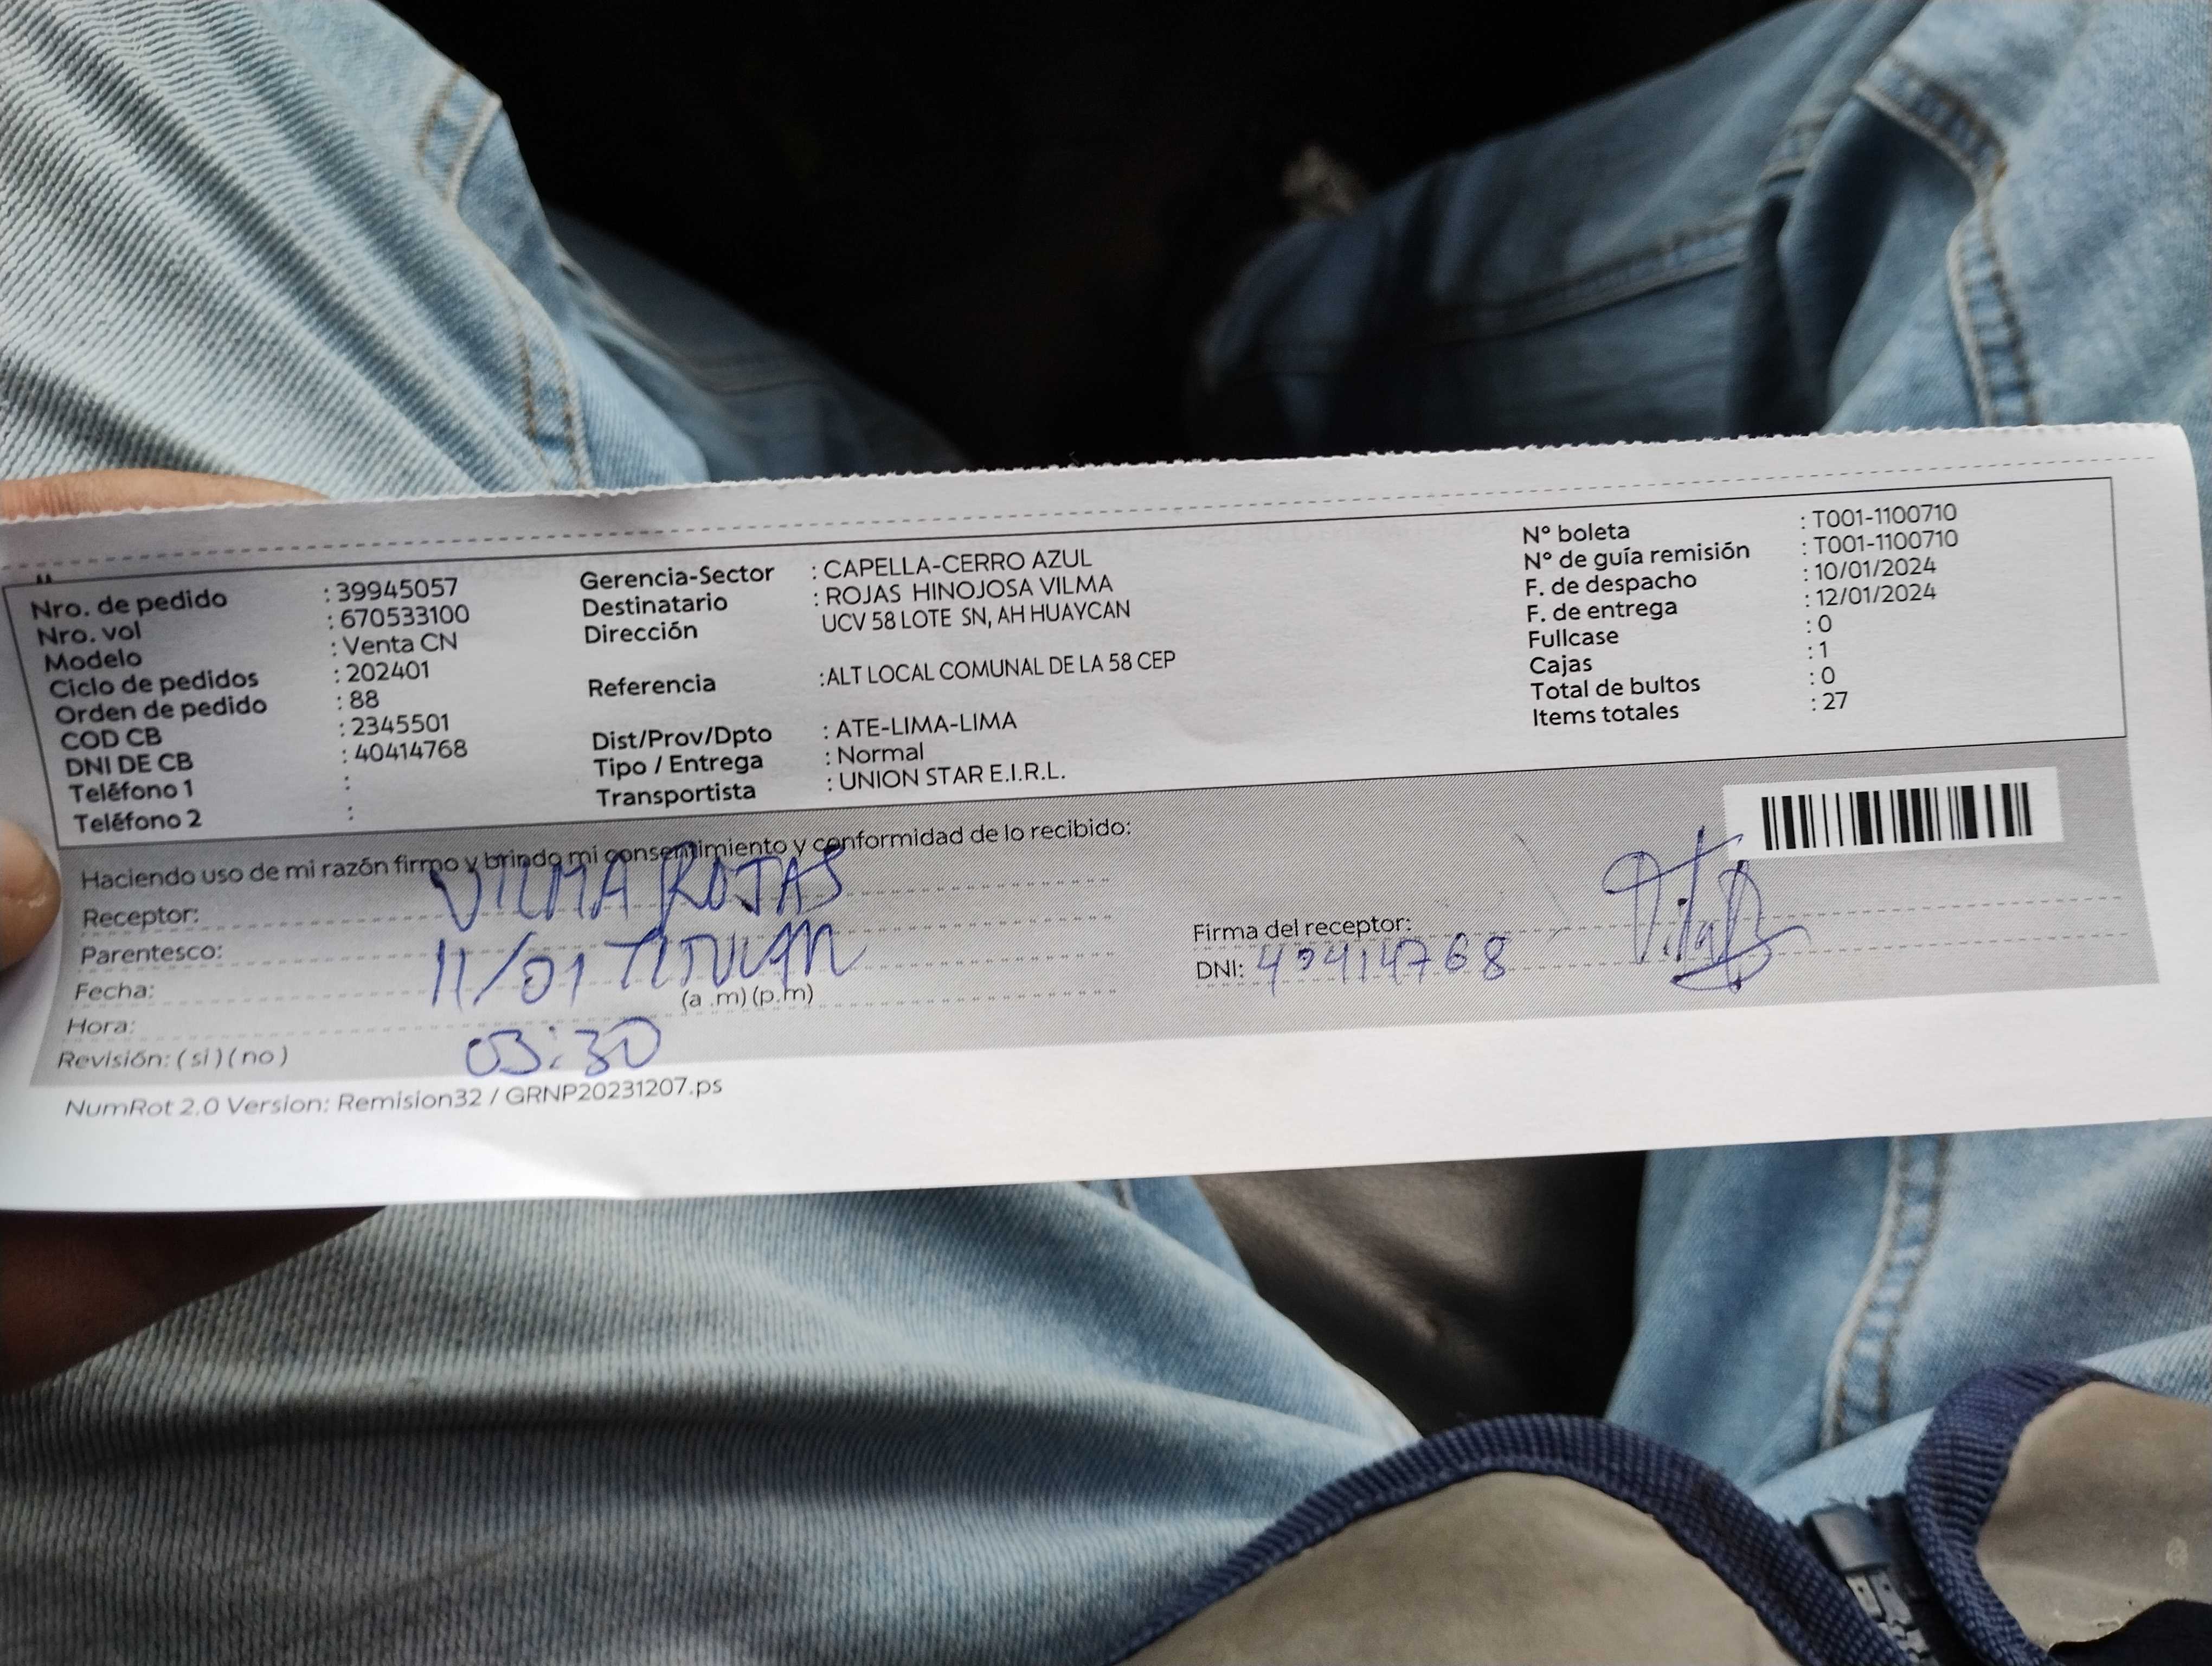 Nro. de pedido : 39945057
Nro. vol : 670533100
Modelo : Venta CN
Ciclo de pedidos : 202401
Orden de pedido : 88
COD CB : 2345501
DNI DE CB : 40414768
Teléfono 1 :
Teléfono 2 :
Gerencia-Sector : CAPELLA-CERRO AZUL
Destinatario : ROJAS HINOJOSA VILMA
Dirección UCV 58 LOTE SN, AH HUAYCAN
Referencia :ALT LOCAL COMUNAL DE LA 58 CEP
Dist/Prov/Dpto : ATE-LIMA-LIMA
Tipo / Entrega : Normal
Transportista : UNION STAR E.I.R.L.
Nº boleta : T001-1100710
Nº de guía remisión : T001-1100710
F. de despacho : 10/01/2024
F. de entrega : 12/01/2024
Fullcase : 0
Cajas : 1
Total de bultos : 0
Items totales : 27
Haciendo uso de mi razón firmo y brindo mi consentimiento y conformidad de lo recibido:
Receptor: VILMA ROJAS
Parentesco: TITULAR
Fecha: 11/01
Hora: (a .m) (p.m)
03:30
Revisión: ( si ) ( no )
Firma del receptor:
DNI: 40414768
NumRot 2.0 Version: Remision32 / GRNP20231207.ps